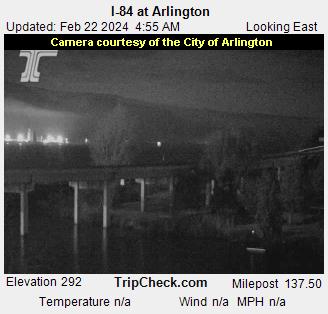 I-84 at Arlington
Updated: Feb 22 2024 4:55 AM Looking East
Camera courtesy of the City of Arlington
Elevation 292 TripCheck.com Milepost 137.50
Temperature n/a Wind n/a MPH n/a